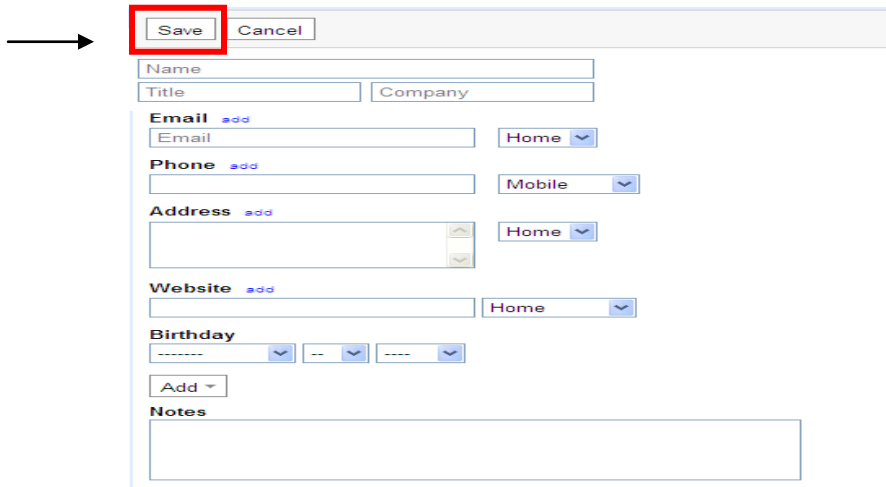 Save Cancel
Name
Title Company
Email add
Email Home
Phone add
Mobile
Address add
Home
Website add
Home
Birthday
------- -- ----
Add
Notes